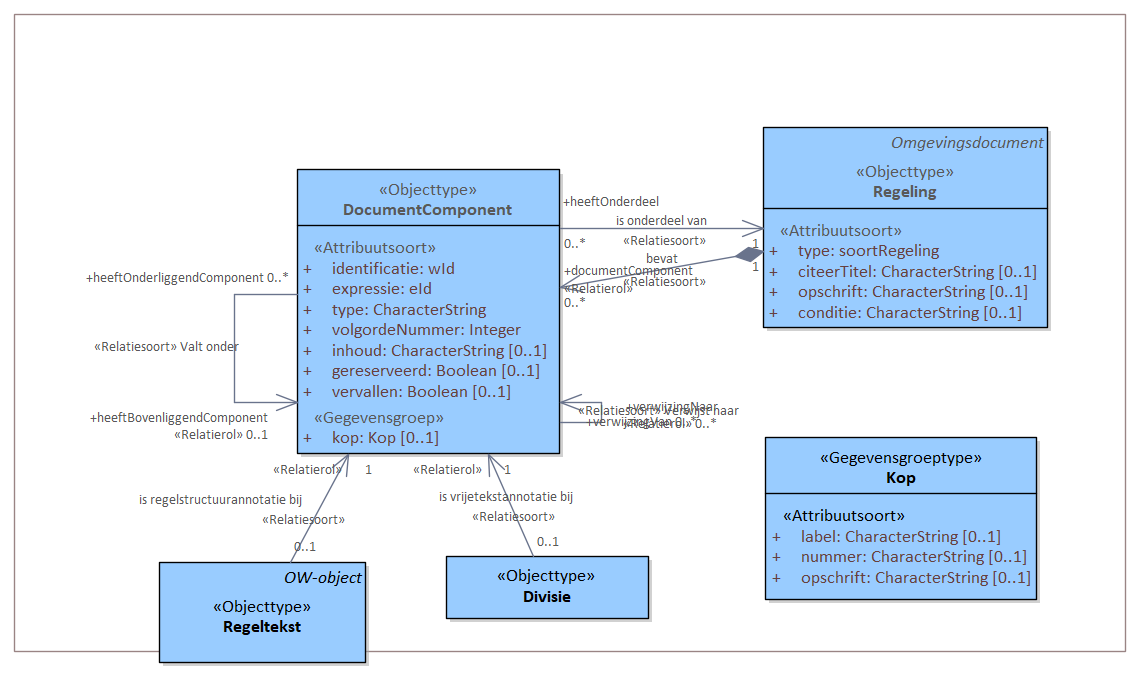 Omgevingsdocument
«Objecttype»
Regeling
«Attribuutsoort»
+ type: soortRegeling
+ citeerTitel: CharacterString [0..1]
+ opschrift: CharacterString [0..1]
+ conditie: CharacterString [0..1]
«Objecttype»
DocumentComponent
«Attribuutsoort»
+ identificatie: wId
+ expressie: eId
+ type: CharacterString
+ volgordeNummer: Integer
+ inhoud: CharacterString [0..1]
+ gereserveerd: Boolean [0..1]
+ vervallen: Boolean [0..1]
«Gegevensgroep»
+ kop: Kop [0..1]
+heeftOnderdeel
is onderdeel van
0..*
«Relatiesoort»
1
bevat
1
+documentComponent
«Relatiesoort»
«Relatierol»
0..*
+heeftOnderliggendComponent 0..*
«Relatiesoort» Valt onder
+heeftBovenliggendComponent
«Relatierol» 0..1
+verwijzingNaar
«Relatiesoort» Verwijst naar
+verwijzingVan 0..*
«Relatierol» 0..*
«Relatierol» 1
is regelstructuurannotatie bij
«Relatiesoort»
0..1
«Relatierol» 1
is vrijetekstannotatie bij
«Relatiesoort»
0..1
OW-object
«Objecttype»
Regeltekst
«Objecttype»
Divisie
«Gegevensgroeptype»
Kop
«Attribuutsoort»
+ label: CharacterString [0..1]
+ nummer: CharacterString [0..1]
+ opschrift: CharacterString [0..1]